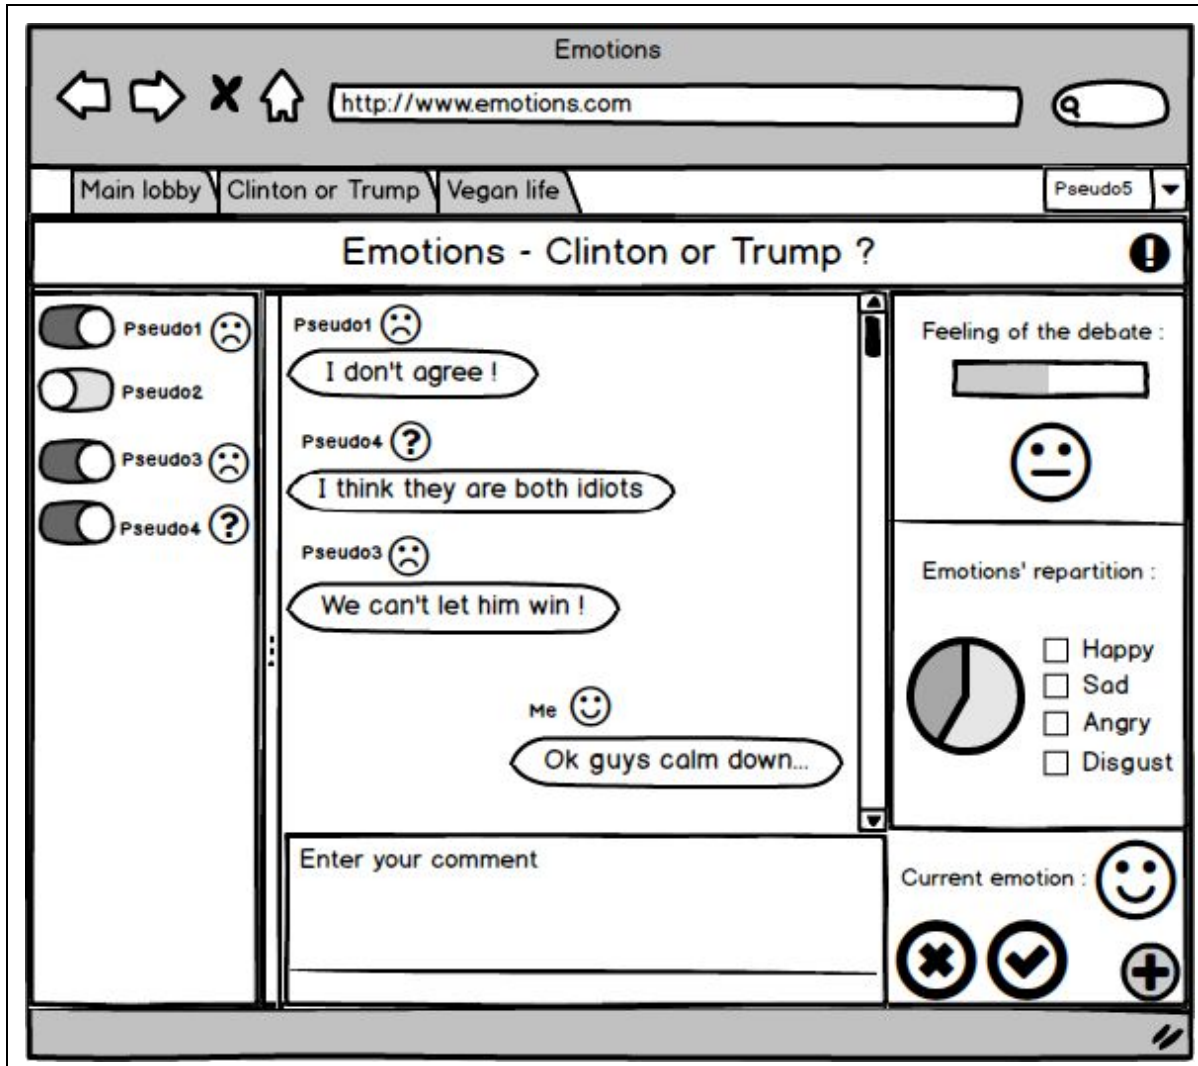 Emotions
http://www.emotions.com
Main lobby Clinton or Trump Vegan life Pseudo5
Emotions - Clinton or Trump ?
Pseudo1
Pseudo2
Pseudo3
Pseudo4 ?
Pseudo1
I don't agree !
Pseudo4 ?
I think they are both idiots
Pseudo3
We can't let him win !
Me
Ok guys calm down...
Enter your comment
Feeling of the debate :
Emotions' repartition :
Happy
Sad
Angry
Disgust
Current emotion :